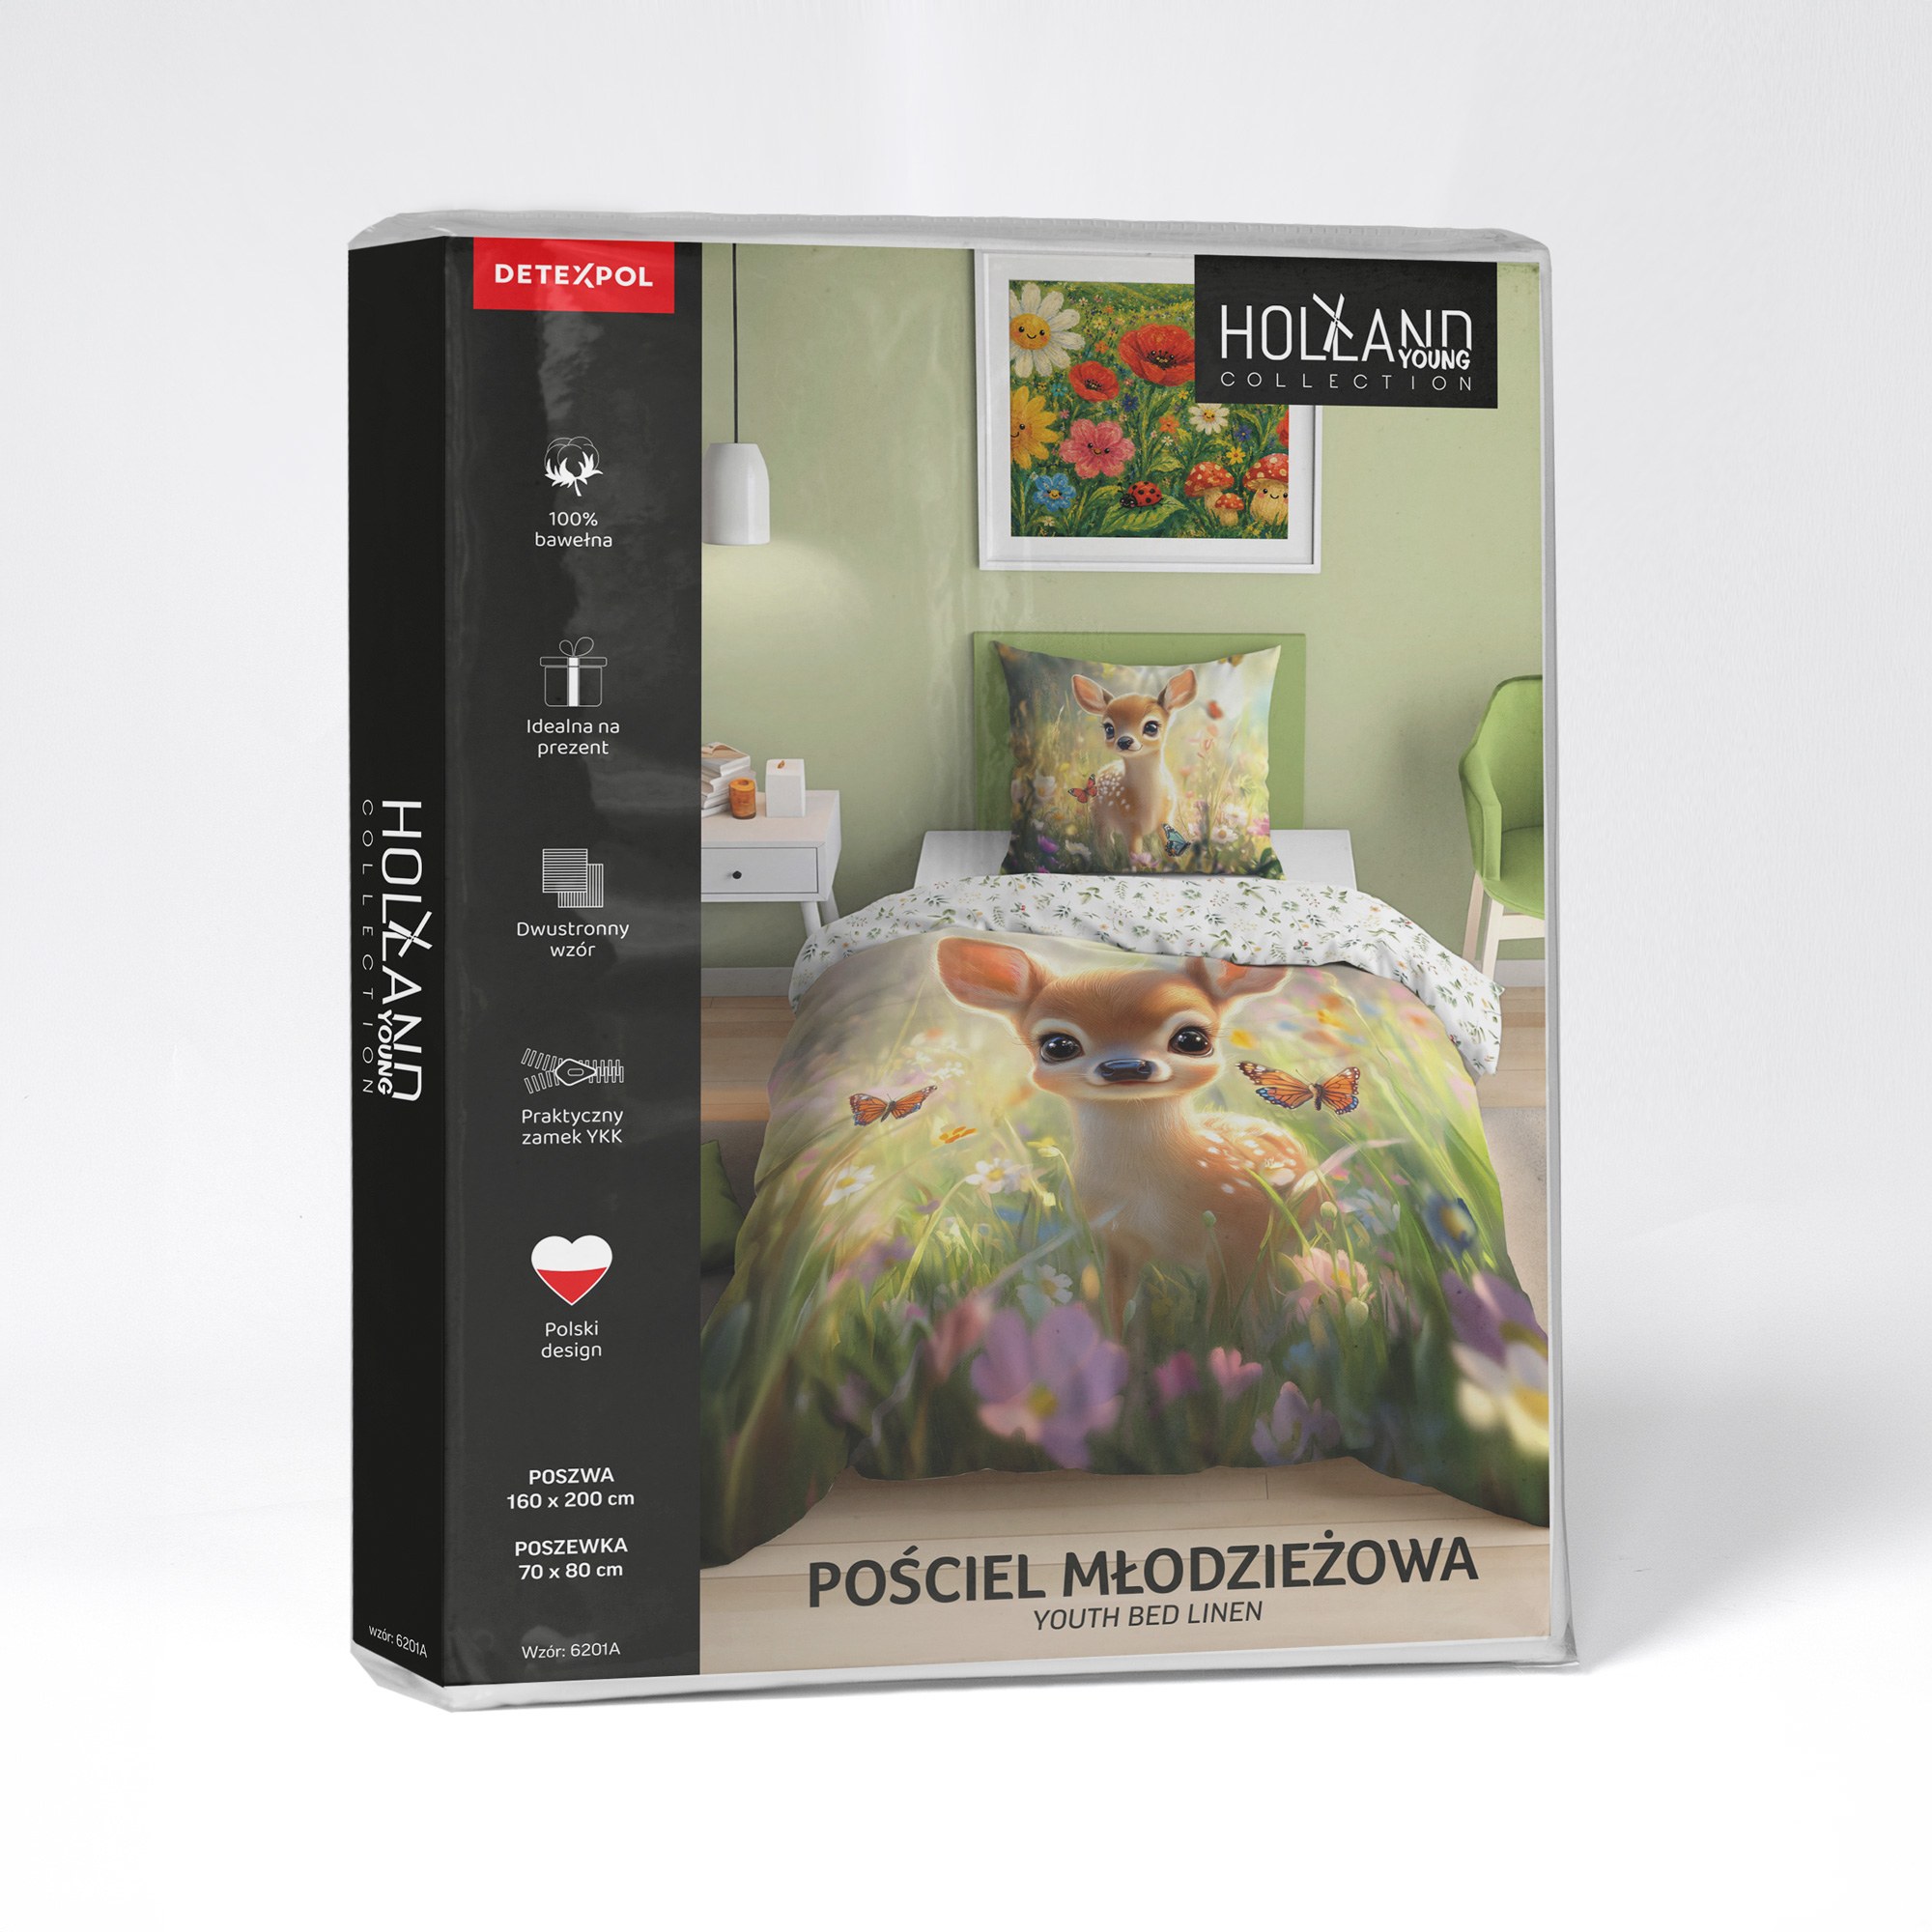 DETEXPOL
HOLLAND
YOUNG
COLLECTION
100%
bawełna
Idealna na
prezent
Dwustronny
wzór
Praktyczny
zamek YKK
Polski
design
POSZWA
160 x 200 cm
POSZEWKA
70 x 80 cm
Wzór: 6201A
POŚCIEL MŁODZIEŻOWA
YOUTH BED LINEN
HOLLAND
YOUNG
COLLECTION
wzór: 6201A